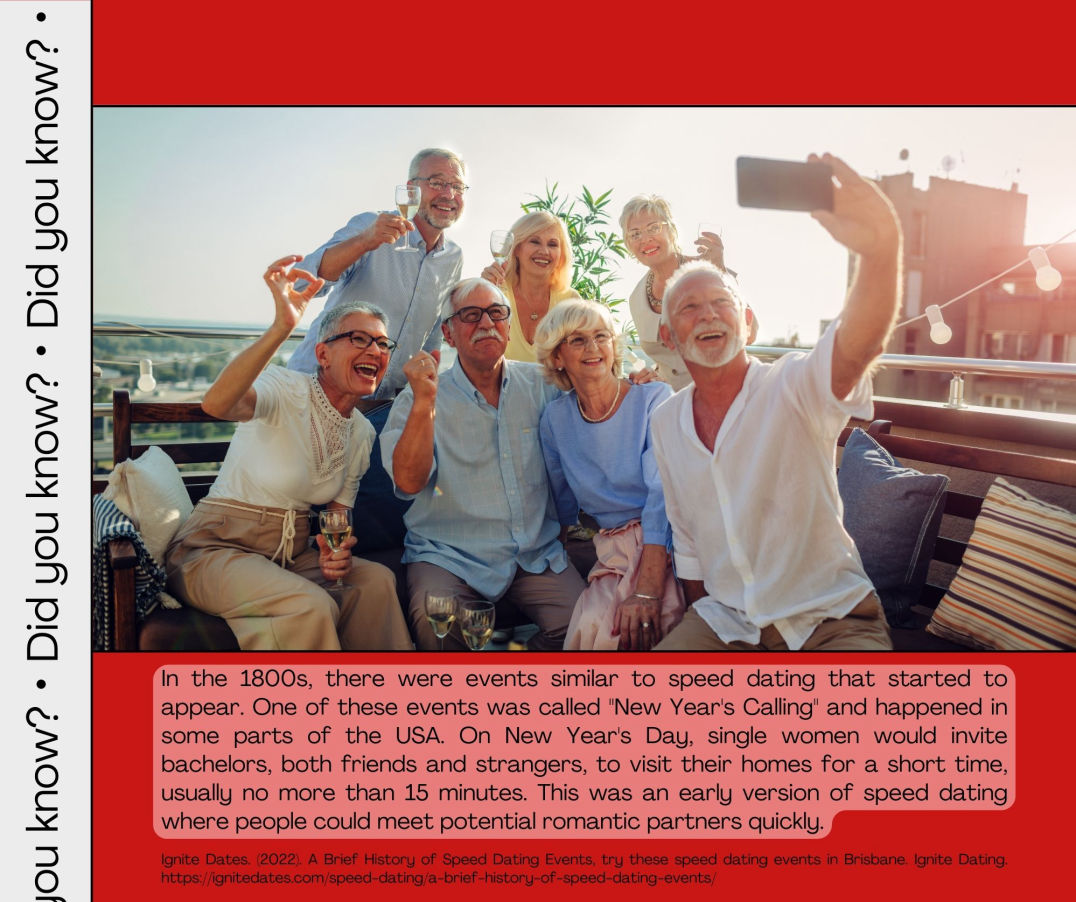 • Did you know? • Did you know? • Did you know? •
In the 1800s, there were events similar to speed dating that started to
appear. One of these events was called "New Year's Calling" and happened in
some parts of the USA. On New Year's Day, single women would invite
bachelors, both friends and strangers, to visit their homes for a short time,
usually no more than 15 minutes. This was an early version of speed dating
where people could meet potential romantic partners quickly.
Ignite Dates. (2022). A Brief History of Speed Dating Events, try these speed dating events in Brisbane. Ignite Dating.
https://ignitedates.com/speed-dating/a-brief-history-of-speed-dating-events/